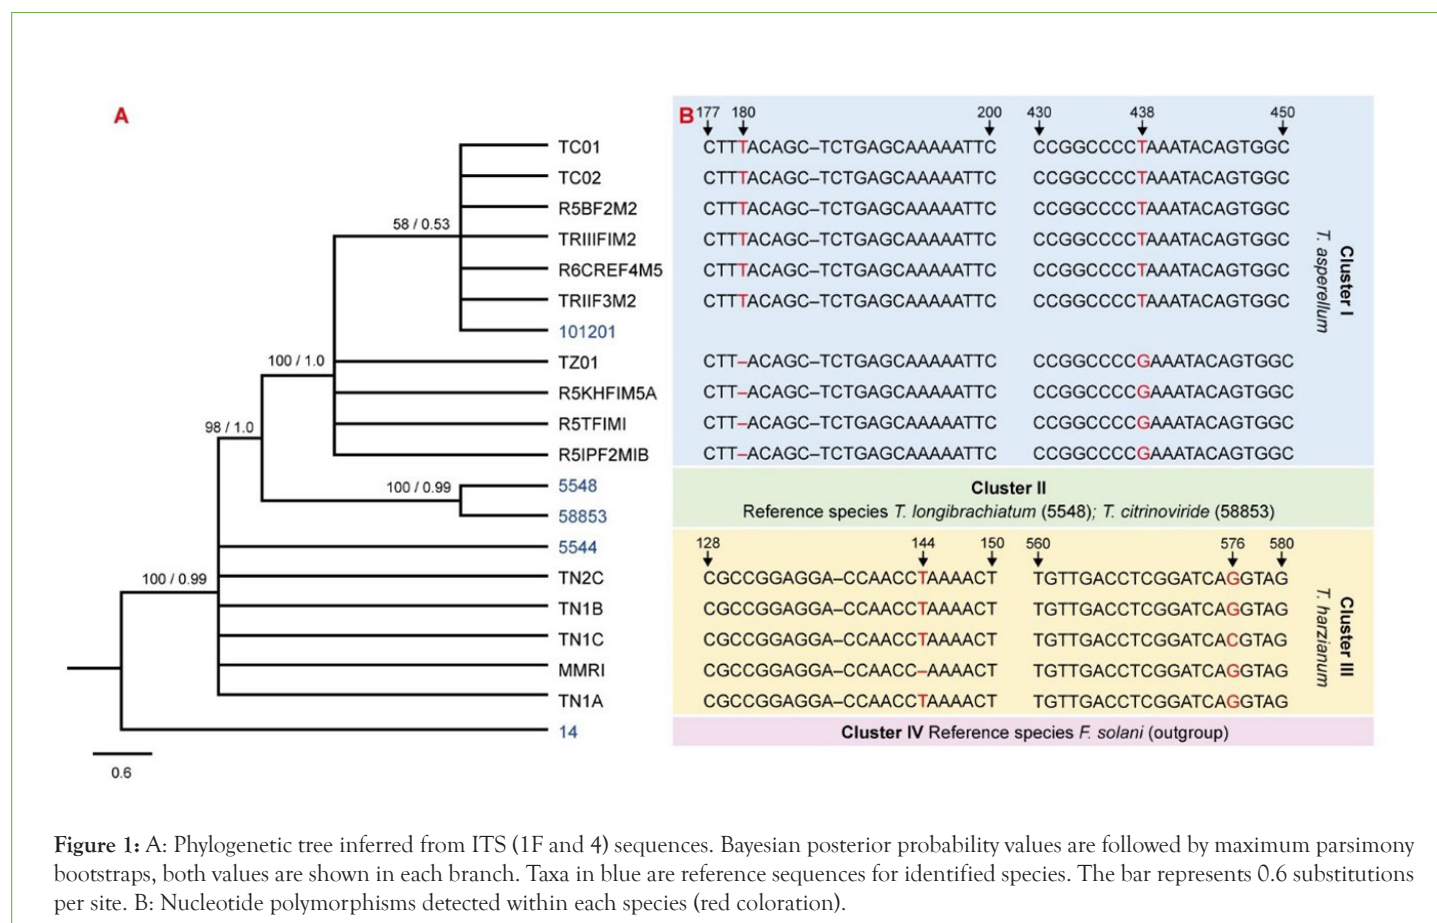 A
B 177 180 200 430 438 450
TC01 CTTTACAGC–TCTGAGCAAAAATTC CCGGCCCCTAAATACAGTGGC
TC02 CTTTACAGC–TCTGAGCAAAAATTC CCGGCCCCTAAATACAGTGGC
R5BF2M2 CTTTACAGC–TCTGAGCAAAAATTC CCGGCCCCTAAATACAGTGGC
58 / 0.53
TRIIIFIM2 CTTTACAGC–TCTGAGCAAAAATTC CCGGCCCCTAAATACAGTGGC
R6CREF4M5 CTTTACAGC–TCTGAGCAAAAATTC CCGGCCCCTAAATACAGTGGC
TRIIF3M2 CTTTACAGC–TCTGAGCAAAAATTC CCGGCCCCTAAATACAGTGGC
101201
Cluster I
T. asperellum
100 / 1.0
TZ01 CTT–ACAGC–TCTGAGCAAAAATTC CCGGCCCCGAAATACAGTGGC
R5KHFIM5A CTT–ACAGC–TCTGAGCAAAAATTC CCGGCCCCGAAATACAGTGGC
R5TFIMI CTT–ACAGC–TCTGAGCAAAAATTC CCGGCCCCGAAATACAGTGGC
98 / 1.0
R5IPF2MIB CTT–ACAGC–TCTGAGCAAAAATTC CCGGCCCCGAAATACAGTGGC
100 / 0.99
5548
Cluster II
58853
Reference species T. longibrachiatum (5548); T. citrinoviride (58853)
5544
128 144 150 560 576 580
100 / 0.99
TN2C CGCCGGAGGA–CCAACCTAAAACT TGTTGACCTCGGATCAGGTAG
TN1B CGCCGGAGGA–CCAACCTAAAACT TGTTGACCTCGGATCAGGTAG
TN1C CGCCGGAGGA–CCAACCTAAAACT TGTTGACCTCGGATCACGTAG
MMRI CGCCGGAGGA–CCAACC–AAAACT TGTTGACCTCGGATCAGGTAG
TN1A CGCCGGAGGA–CCAACCTAAAACT TGTTGACCTCGGATCAGGTAG
Cluster III
T. harzianum
14
Cluster IV Reference species F. solani (outgroup)
0.6
Figure 1: A: Phylogenetic tree inferred from ITS (1F and 4) sequences. Bayesian posterior probability values are followed by maximum parsimony
bootstraps, both values are shown in each branch. Taxa in blue are reference sequences for identified species. The bar represents 0.6 substitutions
per site. B: Nucleotide polymorphisms detected within each species (red coloration).